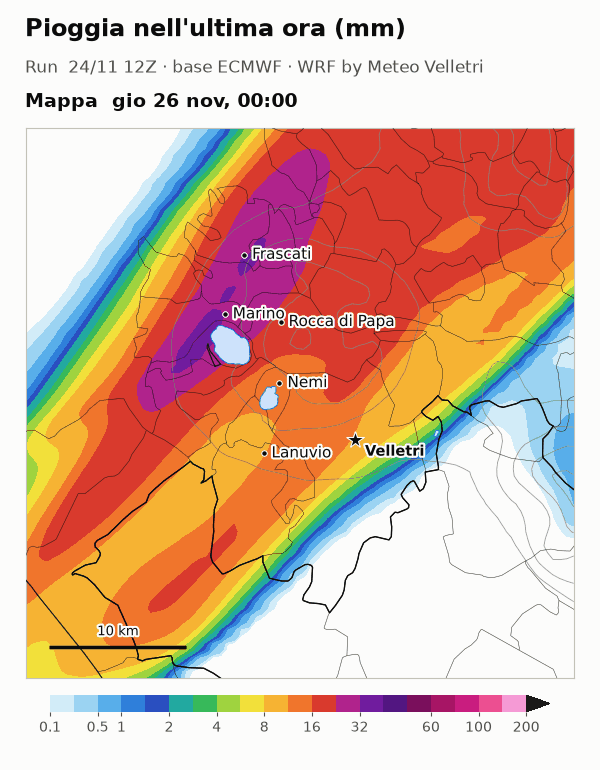 Pioggia nell'ultima ora (mm)
Run  24/11 12Z · base ECMWF · WRF by Meteo Velletri
Mappa  gio 26 nov, 00:00
Frascati
Marino
Rocca di Papa
Nemi
Velletri
Lanuvio
10 km
0.1 0.5 1 2 4 8 16 32 60 100 200